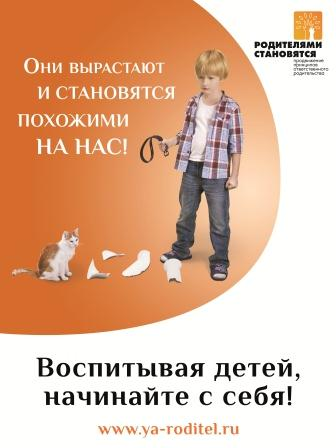 Они вырастают
и становятся
похожими
на нас!
РОДИТЕЛЯМИ
СТАНОВЯТСЯ
продвижение
принципов
ответственного
родительства
Воспитывая детей,
начинайте с себя!
www.ya-roditel.ru